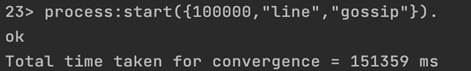 23> process:start({100000,"line","gossip"}).
ok
Total time taken for convergence = 151359 ms